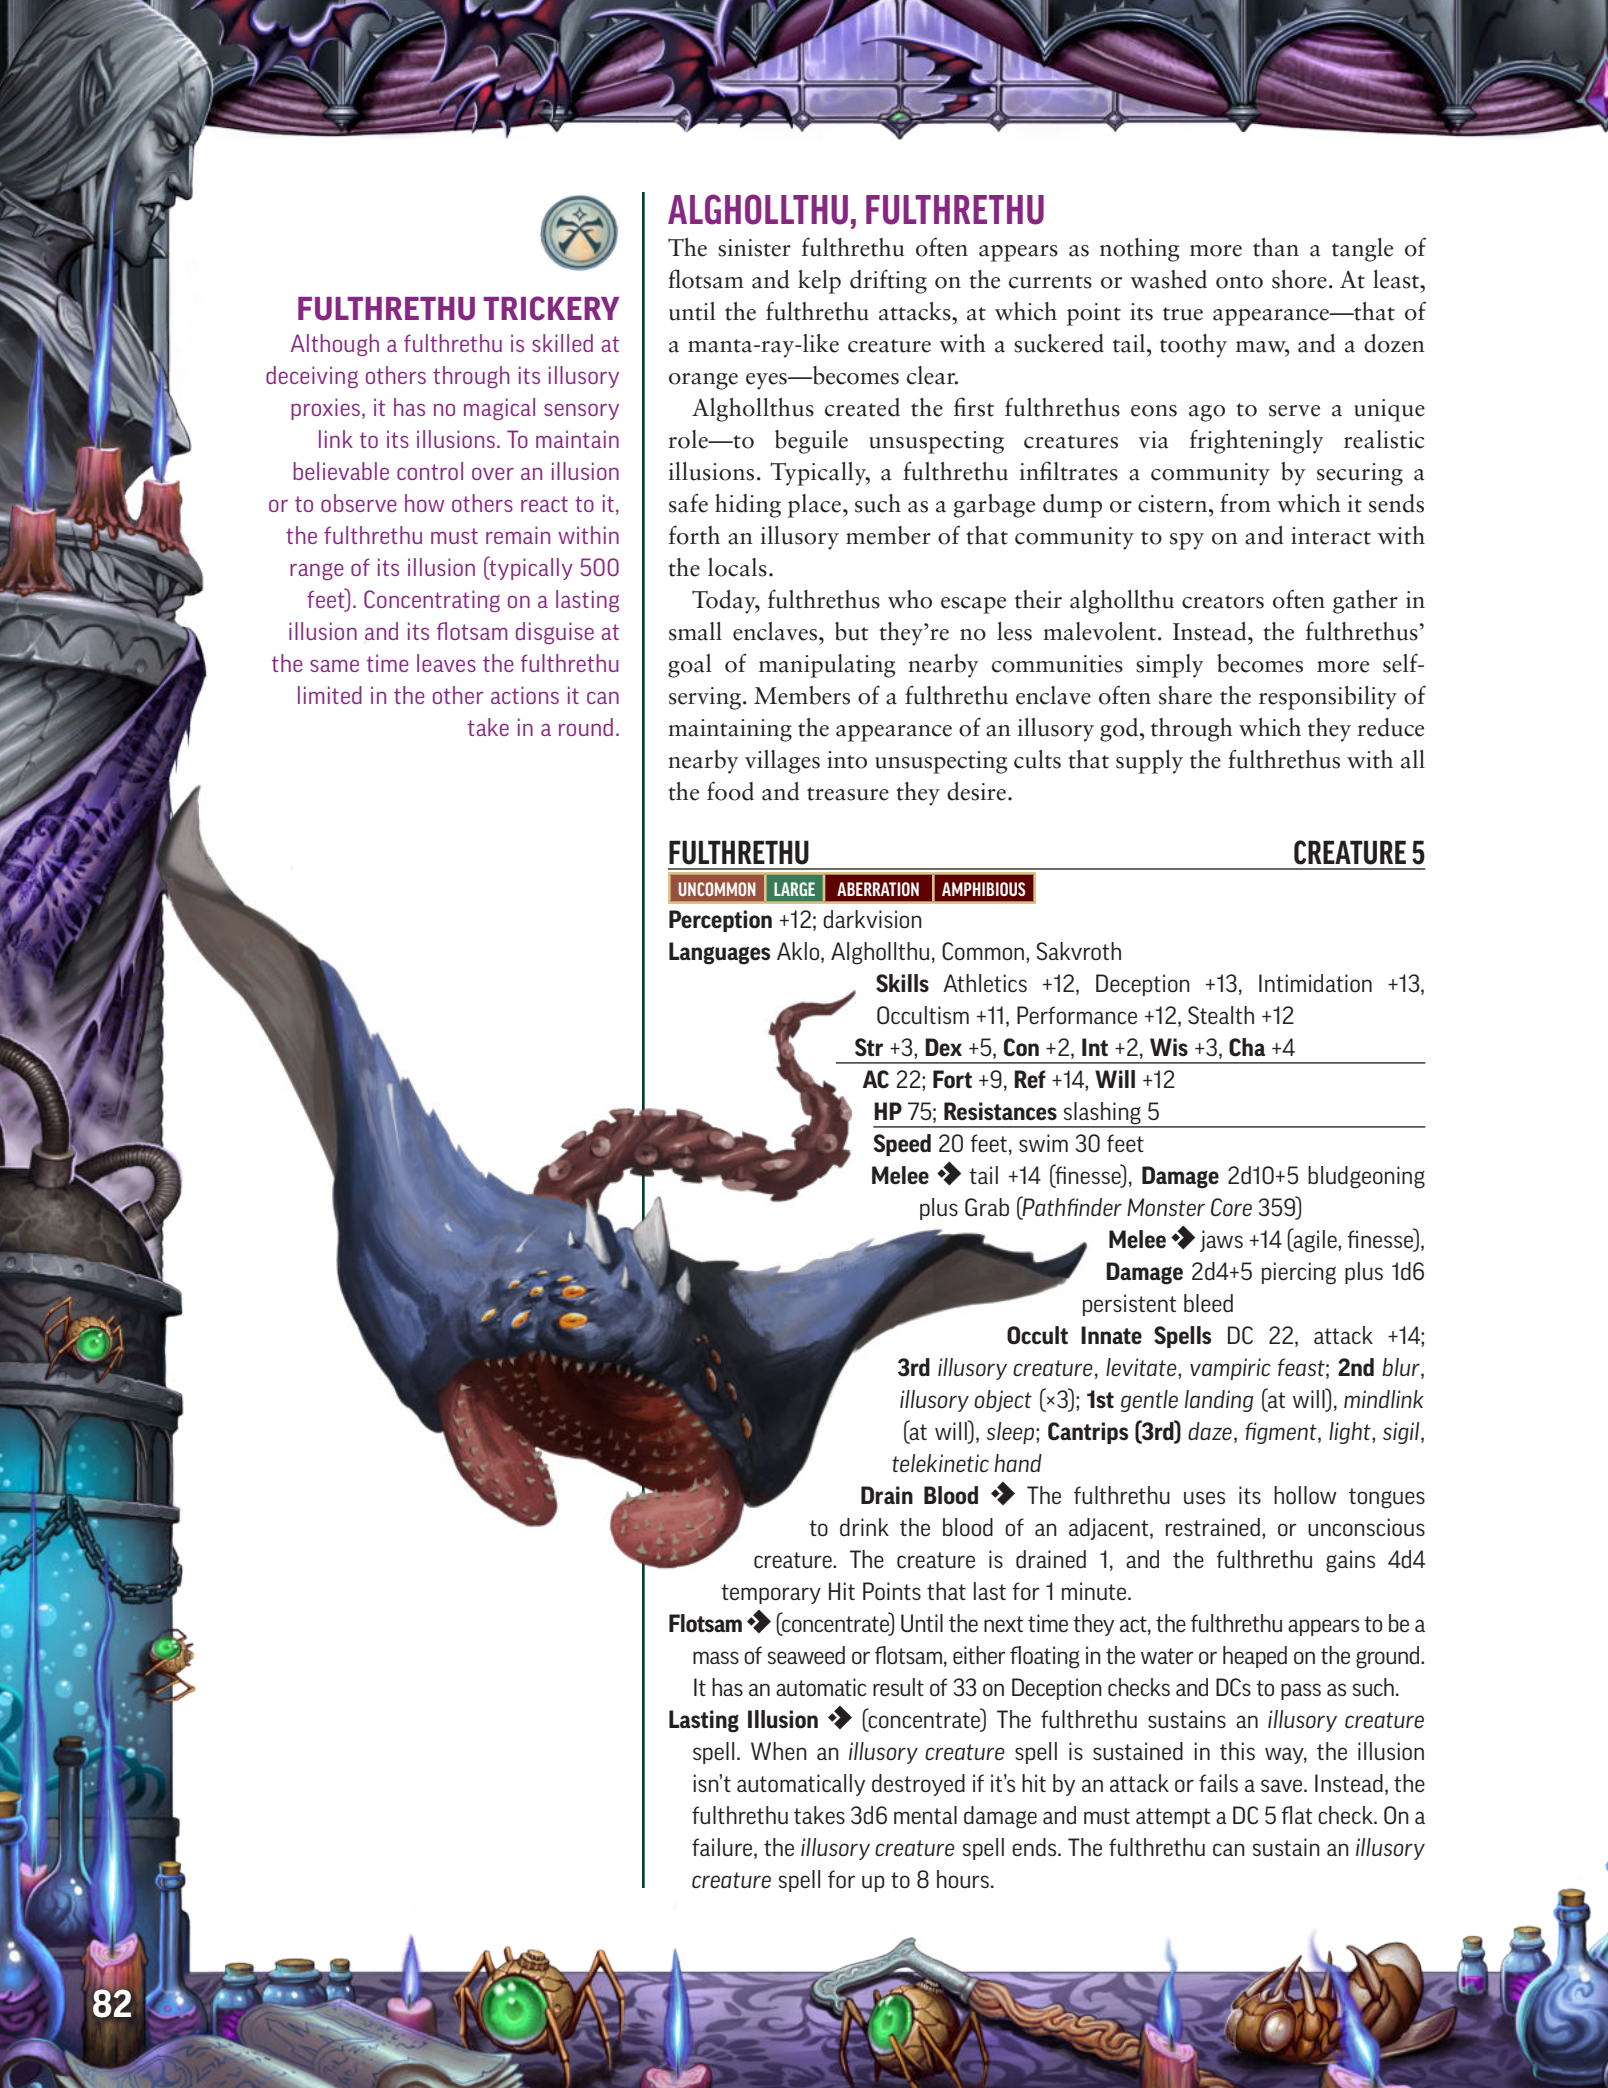 FULTHRETHU TRICKERY
Although a fulthrethu is skilled at
deceiving others through its illusory
proxies, it has no magical sensory
link to its illusions. To maintain
believable control over an illusion
or to observe how others react to it,
the fulthrethu must remain within
range of its illusion (typically 500
feet). Concentrating on a lasting
illusion and its flotsam disguise at
the same time leaves the fulthrethu
limited in the other actions it can
take in a round.
ALGHOLLTHU, FULTHRETHU
The sinister fulthrethu often appears as nothing more than a tangle of
flotsam and kelp drifting on the currents or washed onto shore. At least,
until the fulthrethu attacks, at which point its true appearance—that of
a manta-ray-like creature with a suckered tail, toothy maw, and a dozen
orange eyes—becomes clear.
Alghollthus created the first fulthrethus eons ago to serve a unique
role—to beguile unsuspecting creatures via frighteningly realistic
illusions. Typically, a fulthrethu infiltrates a community by securing a
safe hiding place, such as a garbage dump or cistern, from which it sends
forth an illusory member of that community to spy on and interact with
the locals.
Today, fulthrethus who escape their alghollthu creators often gather in
small enclaves, but they’re no less malevolent. Instead, the fulthrethus’
goal of manipulating nearby communities simply becomes more self-
serving. Members of a fulthrethu enclave often share the responsibility of
maintaining the appearance of an illusory god, through which they reduce
nearby villages into unsuspecting cults that supply the fulthrethus with all
the food and treasure they desire.
FULTHRETHU CREATURE 5
UNCOMMON LARGE ABERRATION AMPHIBIOUS
Perception +12; darkvision
Languages Aklo, Alghollthu, Common, Sakvroth
Skills Athletics +12, Deception +13, Intimidation +13,
Occultism +11, Performance +12, Stealth +12
Str +3, Dex +5, Con +2, Int +2, Wis +3, Cha +4
AC 22; Fort +9, Ref +14, Will +12
HP 75; Resistances slashing 5
Speed 20 feet, swim 30 feet
Melee tail +14 (finesse), Damage 2d10+5 bludgeoning
plus Grab (Pathfinder Monster Core 359)
Melee jaws +14 (agile, finesse),
Damage 2d4+5 piercing plus 1d6
persistent bleed
Occult Innate Spells DC 22, attack +14;
3rd illusory creature, levitate, vampiric feast; 2nd blur,
illusory object (×3); 1st gentle landing (at will), mindlink
(at will), sleep; Cantrips (3rd) daze, figment, light, sigil,
telekinetic hand
Drain Blood The fulthrethu uses its hollow tongues
to drink the blood of an adjacent, restrained, or unconscious
creature. The creature is drained 1, and the fulthrethu gains 4d4
temporary Hit Points that last for 1 minute.
Flotsam (concentrate) Until the next time they act, the fulthrethu appears to be a
mass of seaweed or flotsam, either floating in the water or heaped on the ground.
It has an automatic result of 33 on Deception checks and DCs to pass as such.
Lasting Illusion (concentrate) The fulthrethu sustains an illusory creature
spell. When an illusory creature spell is sustained in this way, the illusion
isn’t automatically destroyed if it’s hit by an attack or fails a save. Instead, the
fulthrethu takes 3d6 mental damage and must attempt a DC 5 flat check. On a
failure, the illusory creature spell ends. The fulthrethu can sustain an illusory
creature spell for up to 8 hours.
82